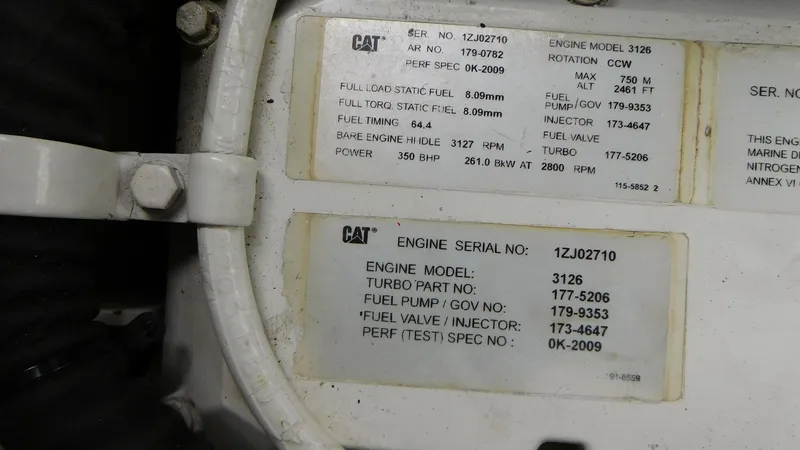 CAT®
SER. NO. 1ZJ02710
AR NO. 179-0782
PERF SPEC 0K-2009
FULL LOAD STATIC FUEL 8.09mm
FULL TORQ. STATIC FUEL 8.09mm
FUEL TIMING 64.4
BARE ENGINE HI IDLE 3127 RPM
POWER 350 BHP 261.0 BkW AT 2800 RPM
ENGINE MODEL 3126
ROTATION CCW
MAX 750 M
ALT 2461 FT
FUEL
PUMP/GOV 179-9353
INJECTOR 173-4647
FUEL-VALVE
TURBO 177-5206
115-5852 2
SER. NO
THIS ENG
MARINE DI
NITROGEN
ANNEX VI
CAT®
ENGINE SERIAL NO: 1ZJ02710
ENGINE MODEL: 3126
TURBO PART NO: 177-5206
FUEL PUMP / GOV NO: 179-9353
FUEL VALVE / INJECTOR: 173-4647
PERF (TEST) SPEC NO : 0K-2009